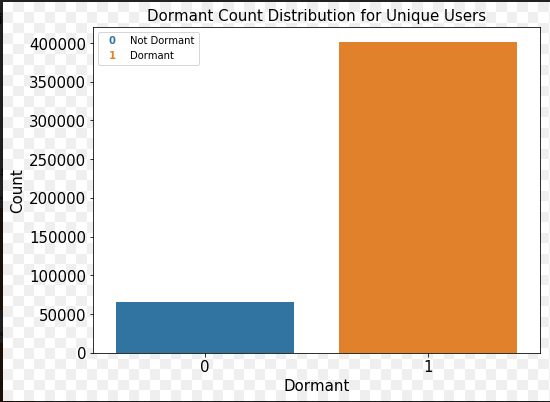 Dormant Count Distribution for Unique Users
0 Not Dormant
1 Dormant
400000
350000
300000
250000
200000
150000
100000
50000
0
Count
0 1
Dormant